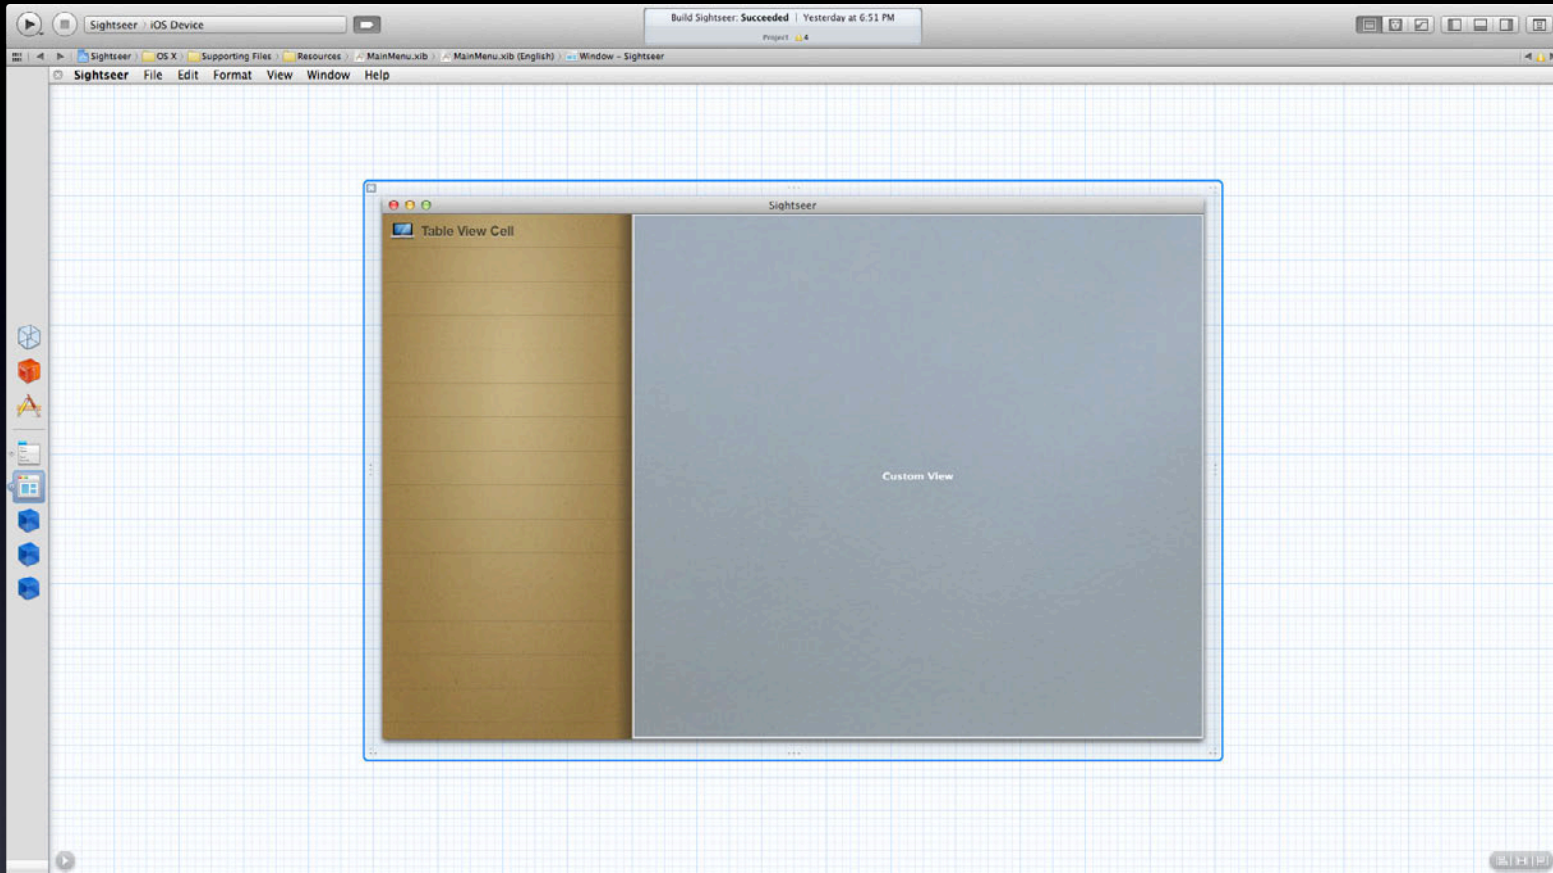 Sightseer iOS Device
Build Sightseer: Succeeded | Yesterday at 6:51 PM
Project 4
Sightseer OS X Supporting Files Resources MainMenu.xib MainMenu.xib (English) Window - Sightseer
Sightseer File Edit Format View Window Help
Sightseer
Table View Cell
Custom View